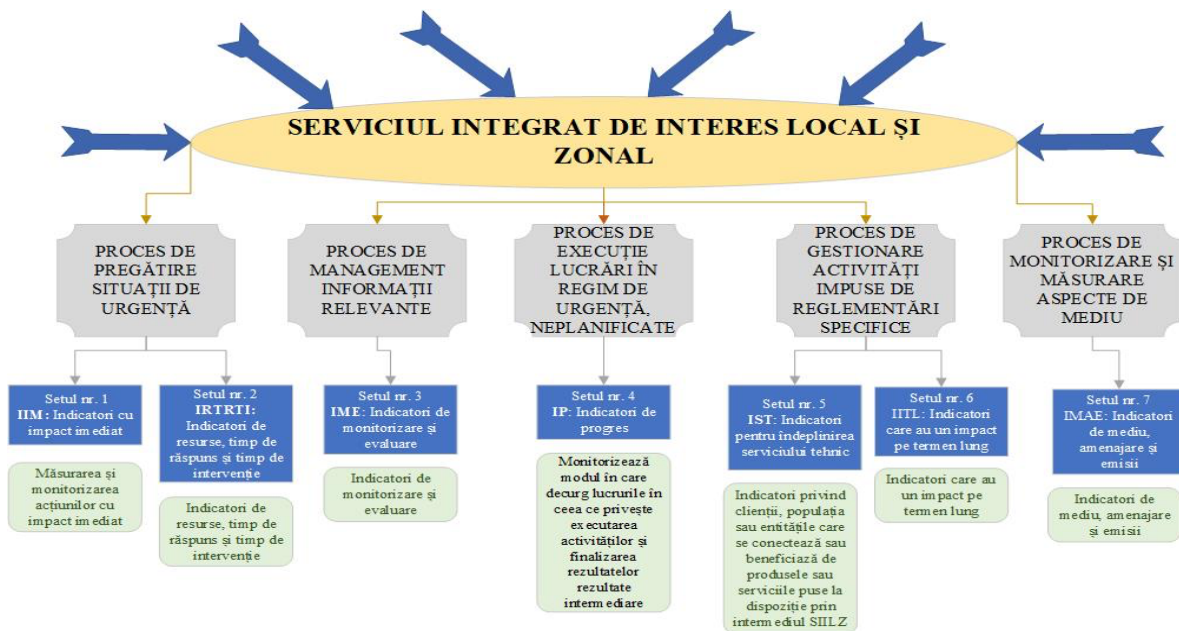 SERVICIUL INTEGRAT DE INTERES LOCAL ȘI
ZONAL
PROCES DE
PREGĂTIRE
SITUAȚII DE
URGENȚĂ
PROCES DE
MANAGEMENT
INFORMAȚII
RELEVANTE
PROCES DE
EXECUȚIE
LUCRĂRI ÎN
REGIM DE
URGENȚĂ,
NEPLANIFICATE
PROCES DE
GESTIONARE
ACTIVITĂȚI
IMPUSE DE
REGLEMENTĂRI
SPECIFICE
PROCES DE
MONITORIZARE ȘI
MĂSURARE
ASPECTE DE
MEDIU
Setul nr. 1
IIM: Indicatori cu
impact imediat
Setul nr. 2
IRTRTI:
Indicatori de
resurse, timp de
răspuns și timp de
intervenție
Setul nr. 3
IME: Indicatori de
monitorizare și
evaluare
Setul nr. 4
IP: Indicatori de
progres
Setul nr. 5
IST: Indicatori
pentru îndeplinirea
serviciului tehnic
Setul nr. 6
IITL: Indicatori
care au un impact
pe termen lung
Setul nr. 7
IMAE: Indicatori
de mediu,
amenajare și
emisii
Măsurarea și
monitorizarea
acțiunilor cu
impact imediat
Indicatori de
resurse, timp de
răspuns și timp de
intervenție
Indicatori de
monitorizare și
evaluare
Monitorizează
modul în care
decurg lucrurile în
ceea ce privește
executarea
activităților și
finalizarea
rezultatelor
rezultate
intermediare
Indicatori privind
clienții, populația
sau entitățile care
se conectează sau
beneficiază de
produsele sau
serviciile puse la
dispoziție prin
intermediul SIILZ
Indicatori care au
un impact pe
termen lung
Indicatori de
mediu, amenajare
și emisii